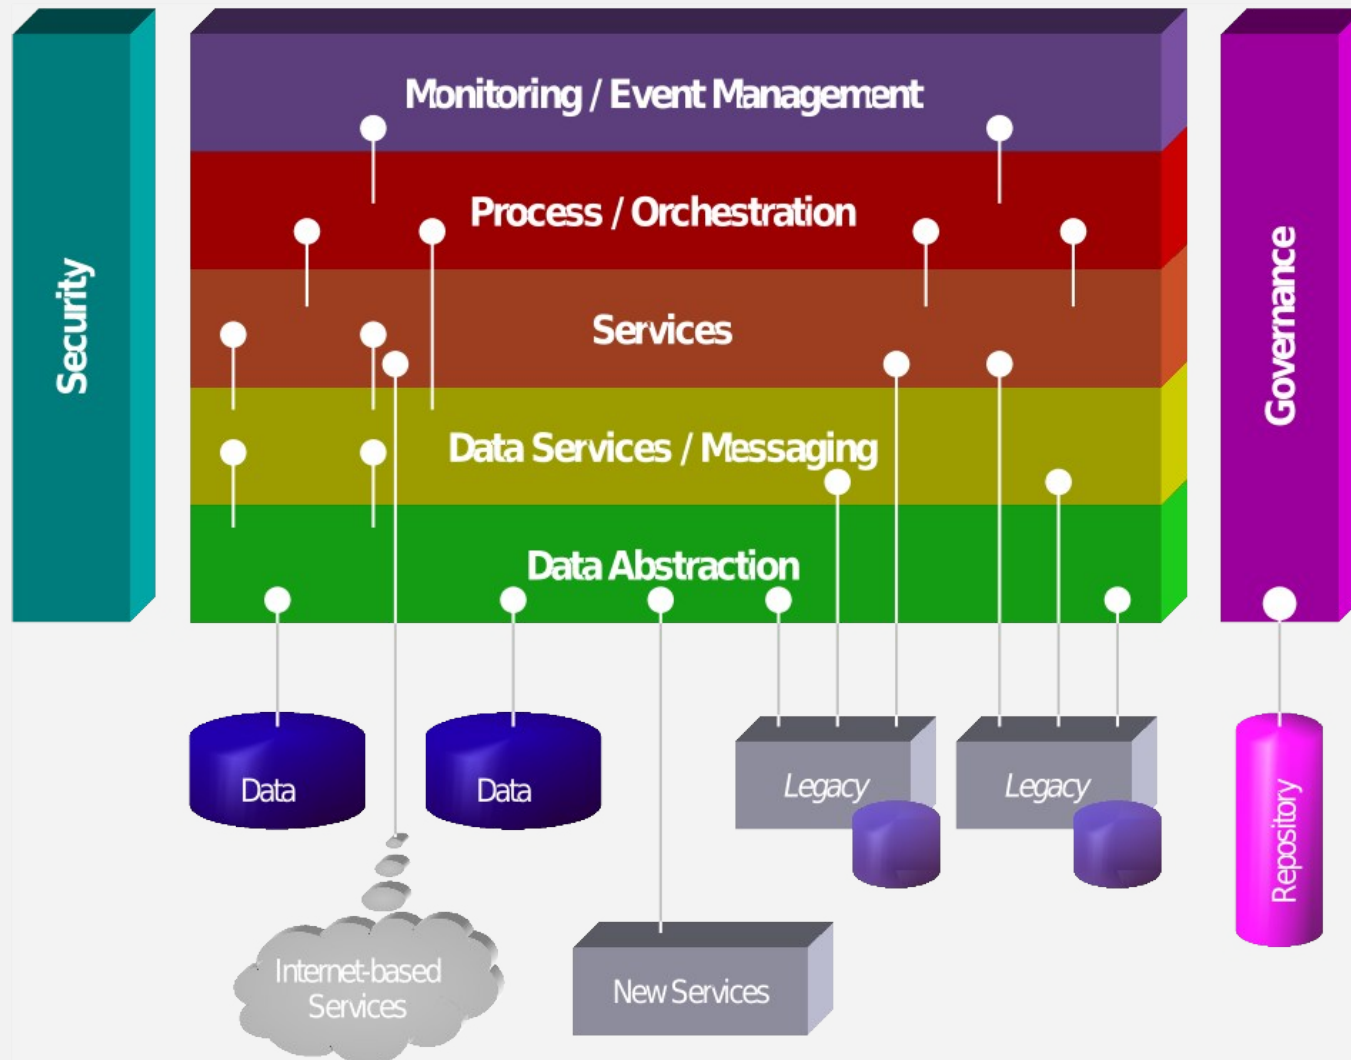 Monitoring / Event Management
Process / Orchestration
Services
Data Services / Messaging
Data Abstraction
Security
Governance
Data
Data
Legacy
Legacy
Repository
Internet-based
Services
New Services